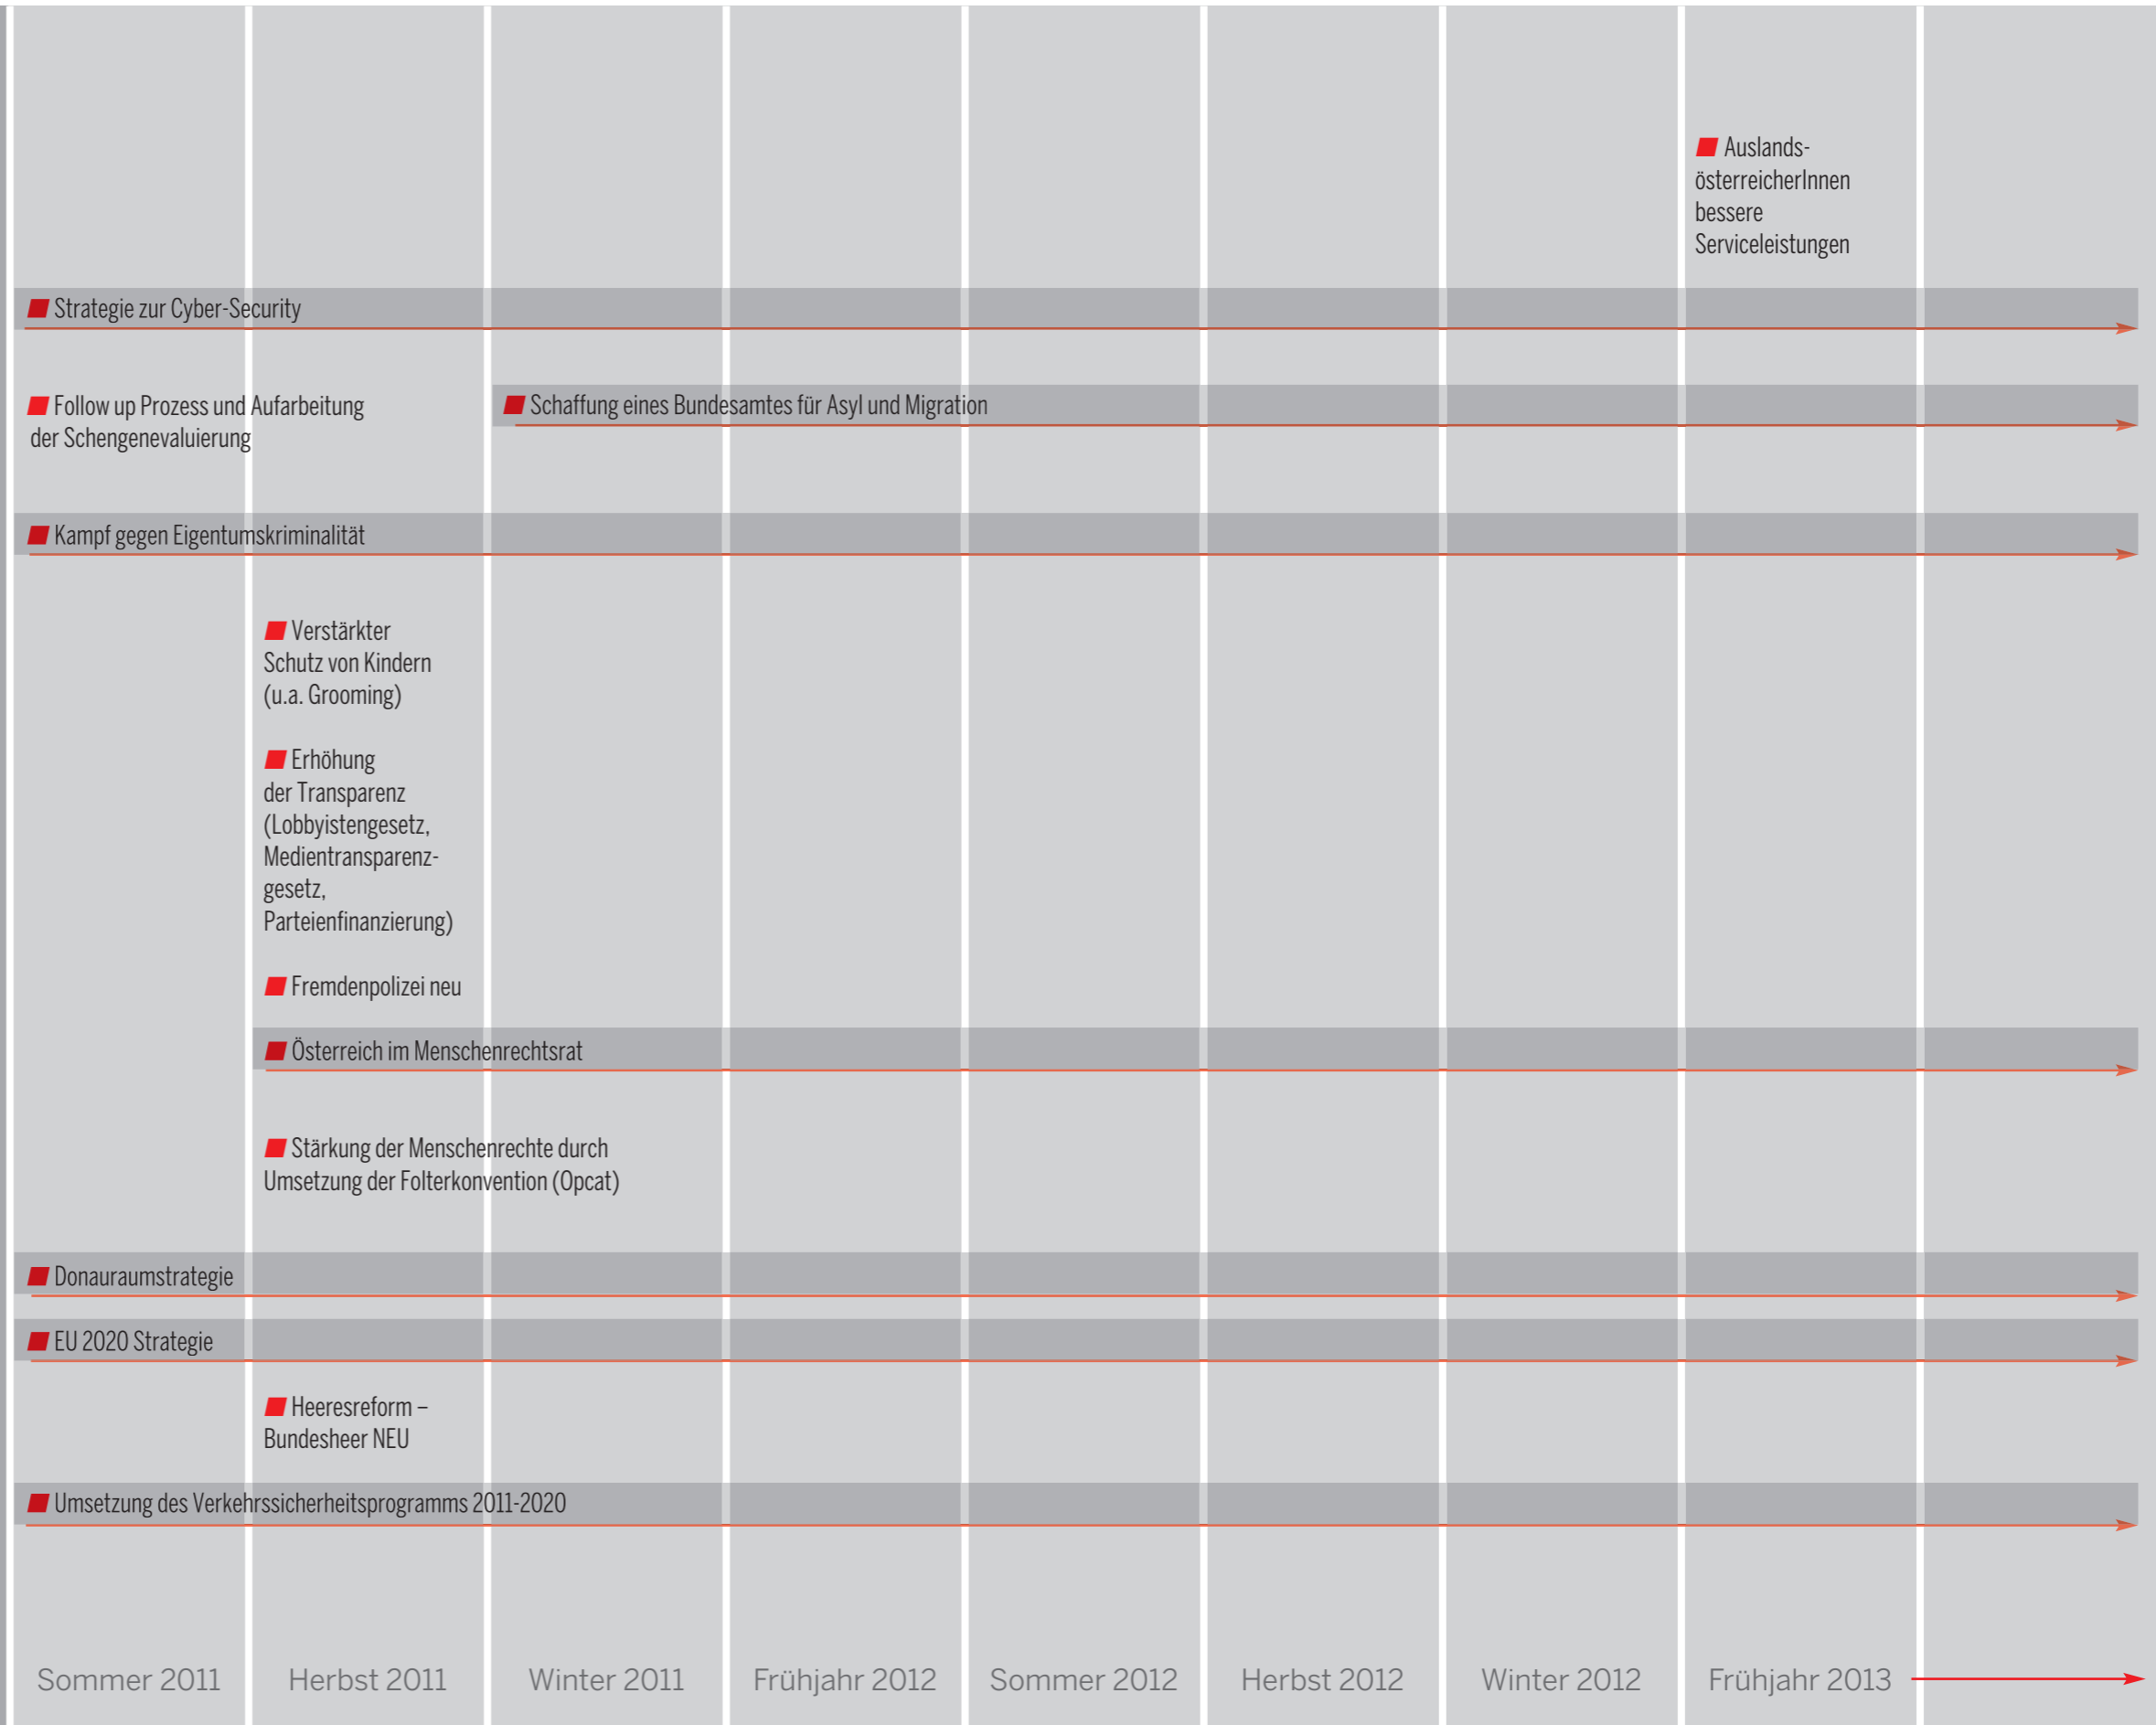 Auslands-
österreicherInnen
bessere
Serviceleistungen
Strategie zur Cyber-Security
Follow up Prozess und Aufarbeitung
der Schengenevaluierung
Schaffung eines Bundesamtes für Asyl und Migration
Kampf gegen Eigentumskriminalität
Verstärkter
Schutz von Kindern
(u.a. Grooming)
Erhöhung
der Transparenz
(Lobbyistengesetz,
Medientransparenz-
gesetz,
Parteienfinanzierung)
Fremdenpolizei neu
Österreich im Menschenrechtsrat
Stärkung der Menschenrechte durch
Umsetzung der Folterkonvention (Opcat)
Donauraumstrategie
EU 2020 Strategie
Heeresreform –
Bundesheer NEU
Umsetzung des Verkehrssicherheitsprogramms 2011-2020
Sommer 2011
Herbst 2011
Winter 2011
Frühjahr 2012
Sommer 2012
Herbst 2012
Winter 2012
Frühjahr 2013